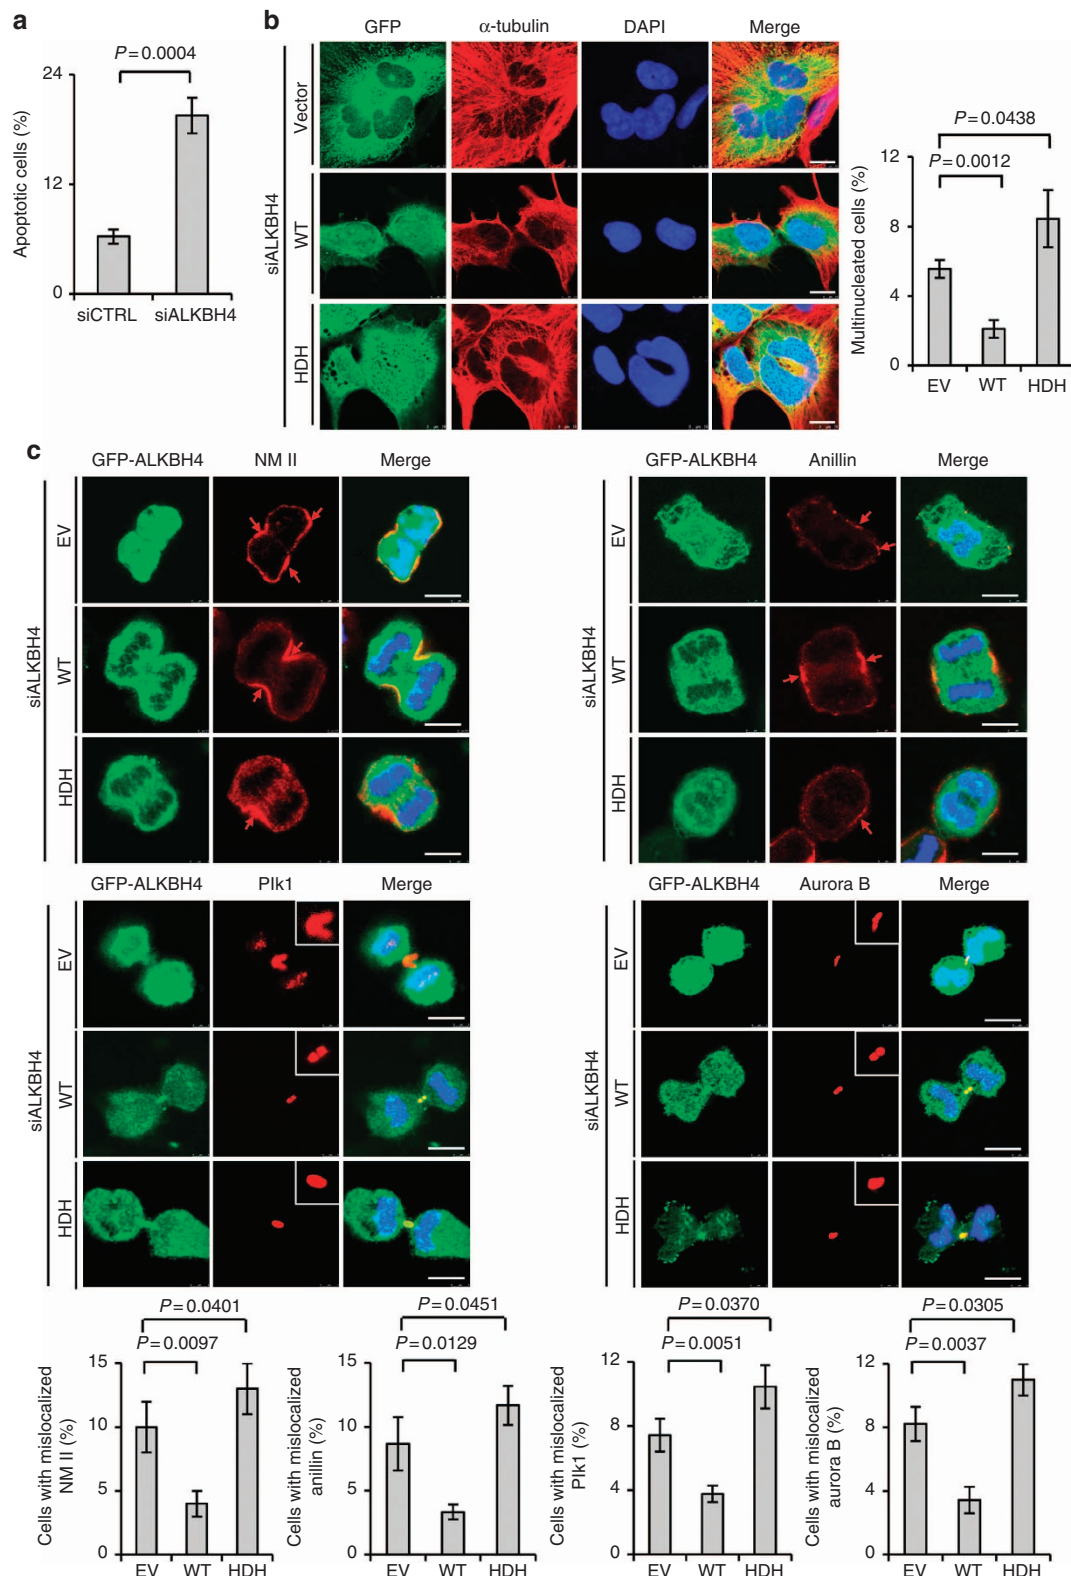 a
P=0.0004
Apoptotic cells (%)
24
12
0
siCTRL siALKBH4
b
GFP α-tubulin DAPI Merge
siALKBH4
Vector
WT
HDH
P=0.0438
P=0.0012
Multinucleated cells (%)
12
8
4
0
EV WT HDH
c
GFP-ALKBH4 NM II Merge
siALKBH4
EV
WT
HDH
GFP-ALKBH4 Anillin Merge
siALKBH4
EV
WT
HDH
GFP-ALKBH4 Plk1 Merge
siALKBH4
EV
WT
HDH
GFP-ALKBH4 Aurora B Merge
siALKBH4
EV
WT
HDH
P=0.0401
P=0.0097
Cells with mislocalized
NM II (%)
15
10
5
0
EV WT HDH
P=0.0451
P=0.0129
Cells with mislocalized
anillin (%)
15
10
5
0
EV WT HDH
P=0.0370
P=0.0051
Cells with mislocalized
Plk1 (%)
12
8
4
0
EV WT HDH
P=0.0305
P=0.0037
Cells with mislocalized
aurora B (%)
12
8
4
0
EV WT HDH